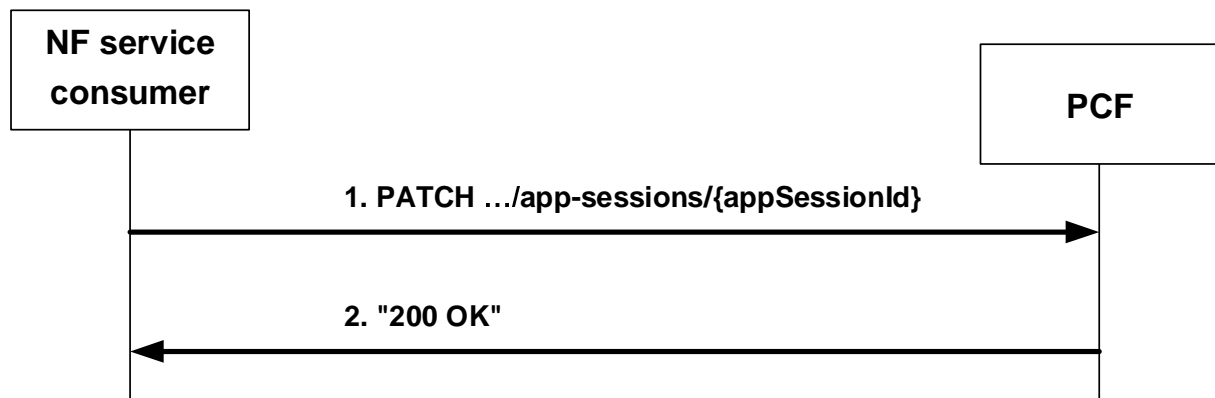 NF service
consumer
PCF
1. PATCH …/app-sessions/{appSessionId}
2. "200 OK"